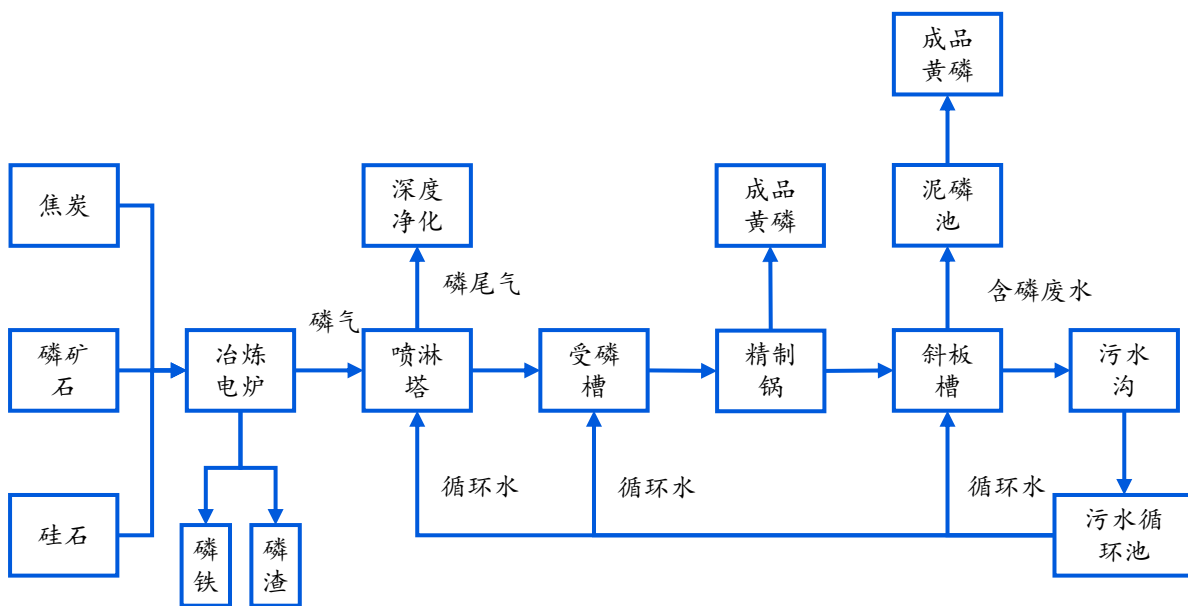 成品
黄磷
焦炭
深度
净化
成品
黄磷
泥磷
池
磷尾气
含磷废水
磷气
磷矿
石
冶炼
电炉
喷淋
塔
受磷
槽
精制
锅
斜板
槽
污水
沟
循环水
循环水
循环水
硅石
磷
铁
磷
渣
污水循
环池